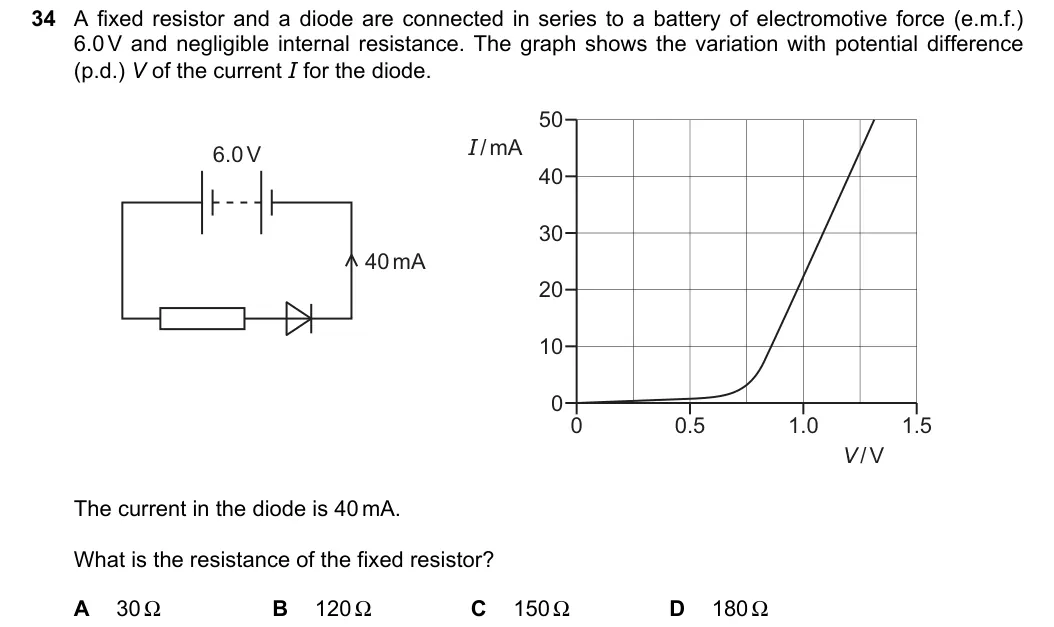 34 A fixed resistor and a diode are connected in series to a battery of electromotive force (e.m.f.)
6.0 V and negligible internal resistance. The graph shows the variation with potential difference
(p.d.) V of the current I for the diode.
6.0 V
40 mA
I / mA
50
40
30
20
10
0
0 0.5 1.0 1.5
V / V
The current in the diode is 40 mA.
What is the resistance of the fixed resistor?
A 30 Ω B 120 Ω C 150 Ω D 180 Ω